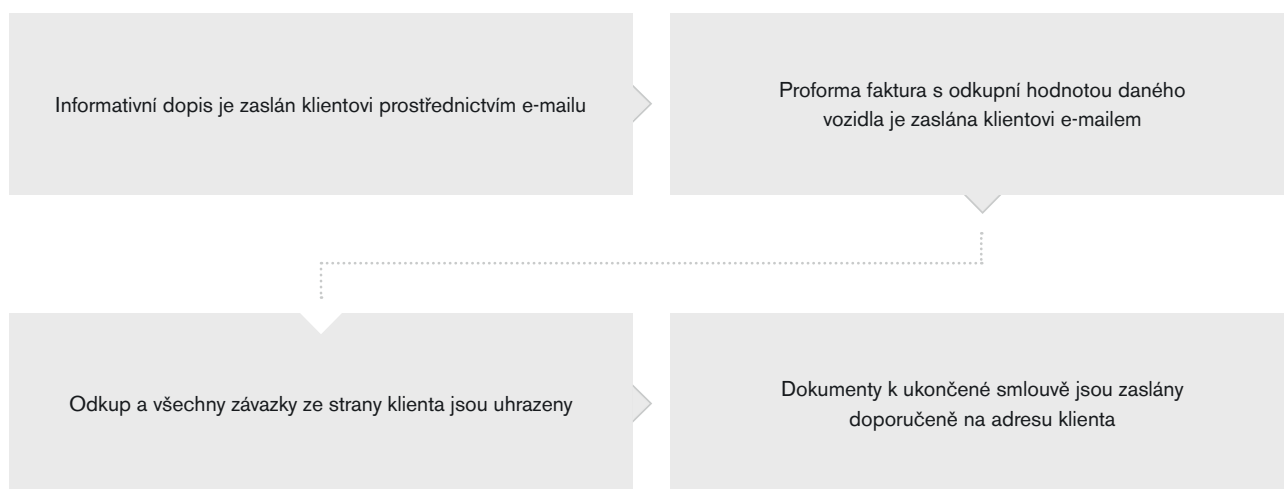 Informativní dopis je zaslán klientovi prostřednictvím e-mailu
Proforma faktura s odkupní hodnotou daného
vozidla je zaslána klientovi e-mailem
Odkup a všechny závazky ze strany klienta jsou uhrazeny
Dokumenty k ukončené smlouvě jsou zaslány
doporučeně na adresu klienta